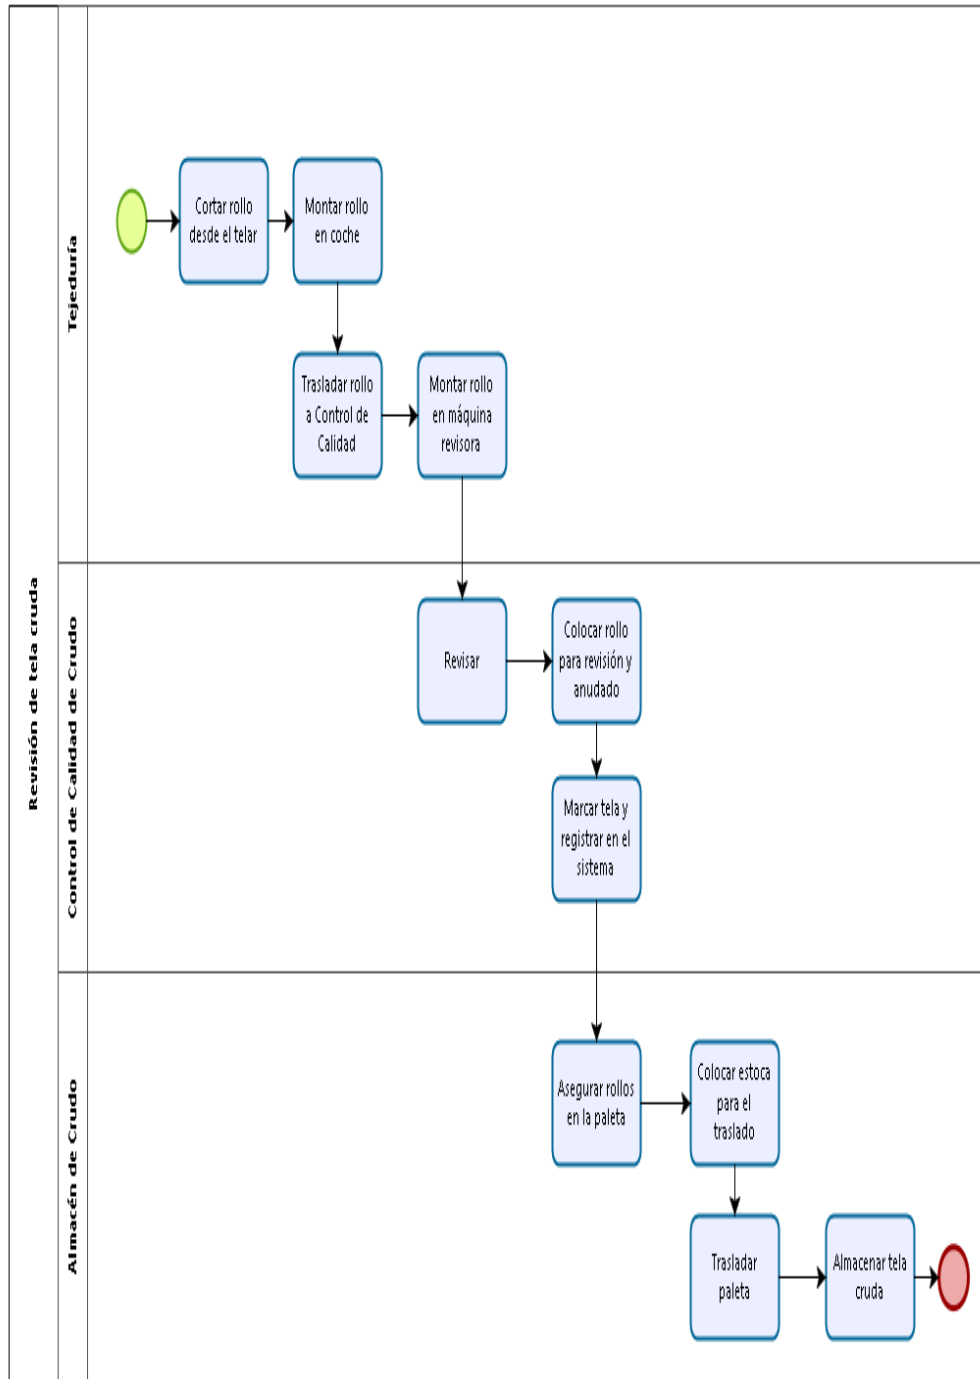 Revisión de tela cruda
Tejeduría
Cortar rollo
desde el telar
Montar rollo
en coche
Trasladar rollo
a Control de
Calidad
Montar rollo
en máquina
revisora
Control de Calidad de Crudo
Revisar
Colocar rollo
para revisión y
anudado
Marcar tela y
registrar en el
sistema
Almacén de Crudo
Asegurar rollos
en la paleta
Colocar estoca
para el
traslado
Trasladar
paleta
Almacenar tela
cruda